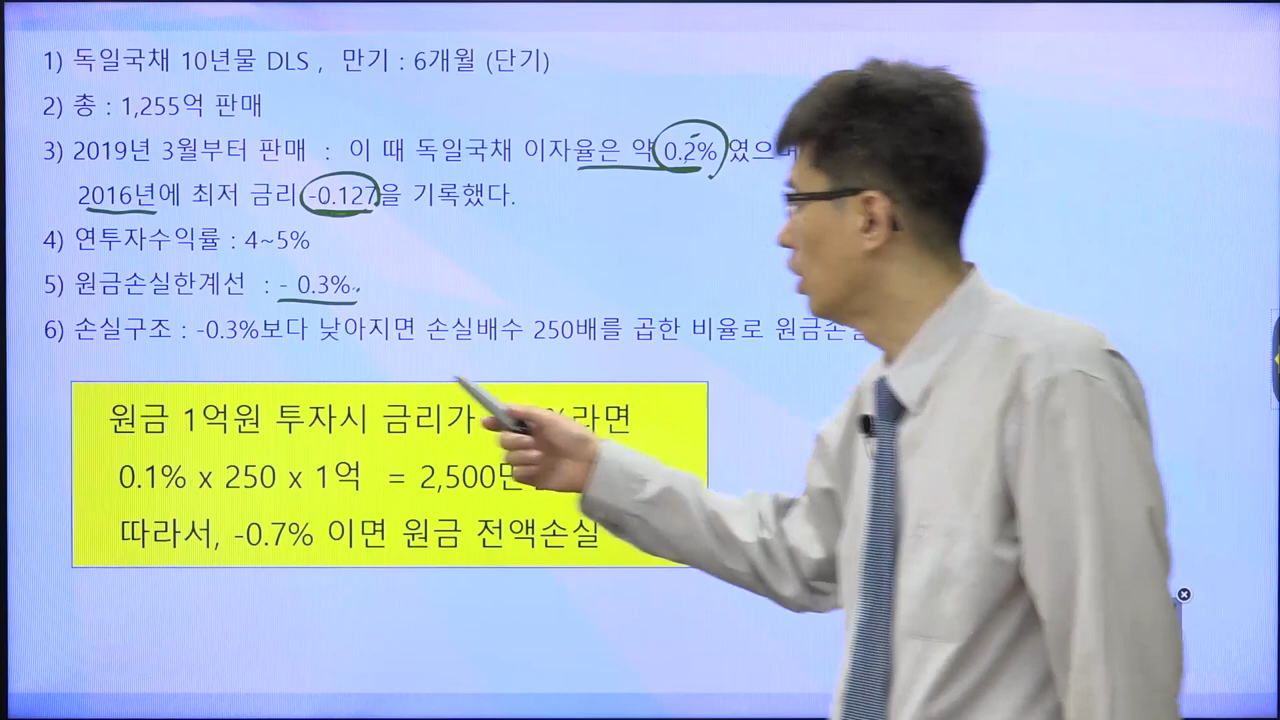 1) 독일국채 10년물 DLS , 만기 : 6개월 (단기)
2) 총 : 1,255억 판매
3) 2019년 3월부터 판매 : 이 때 독일국채 이자율은 약 0.2% 였으며
2016년에 최저 금리 -0.127을 기록했다.
4) 연투자수익률 : 4~5%
5) 원금손실한계선 : - 0.3%
6) 손실구조 : -0.3%보다 낮아지면 손실배수 250배를 곱한 비율로
원금 1억원 투자시 금리가 라면
0.1% x 250 x 1억 = 2,500
따라서, -0.7% 이면 원금 전액손실